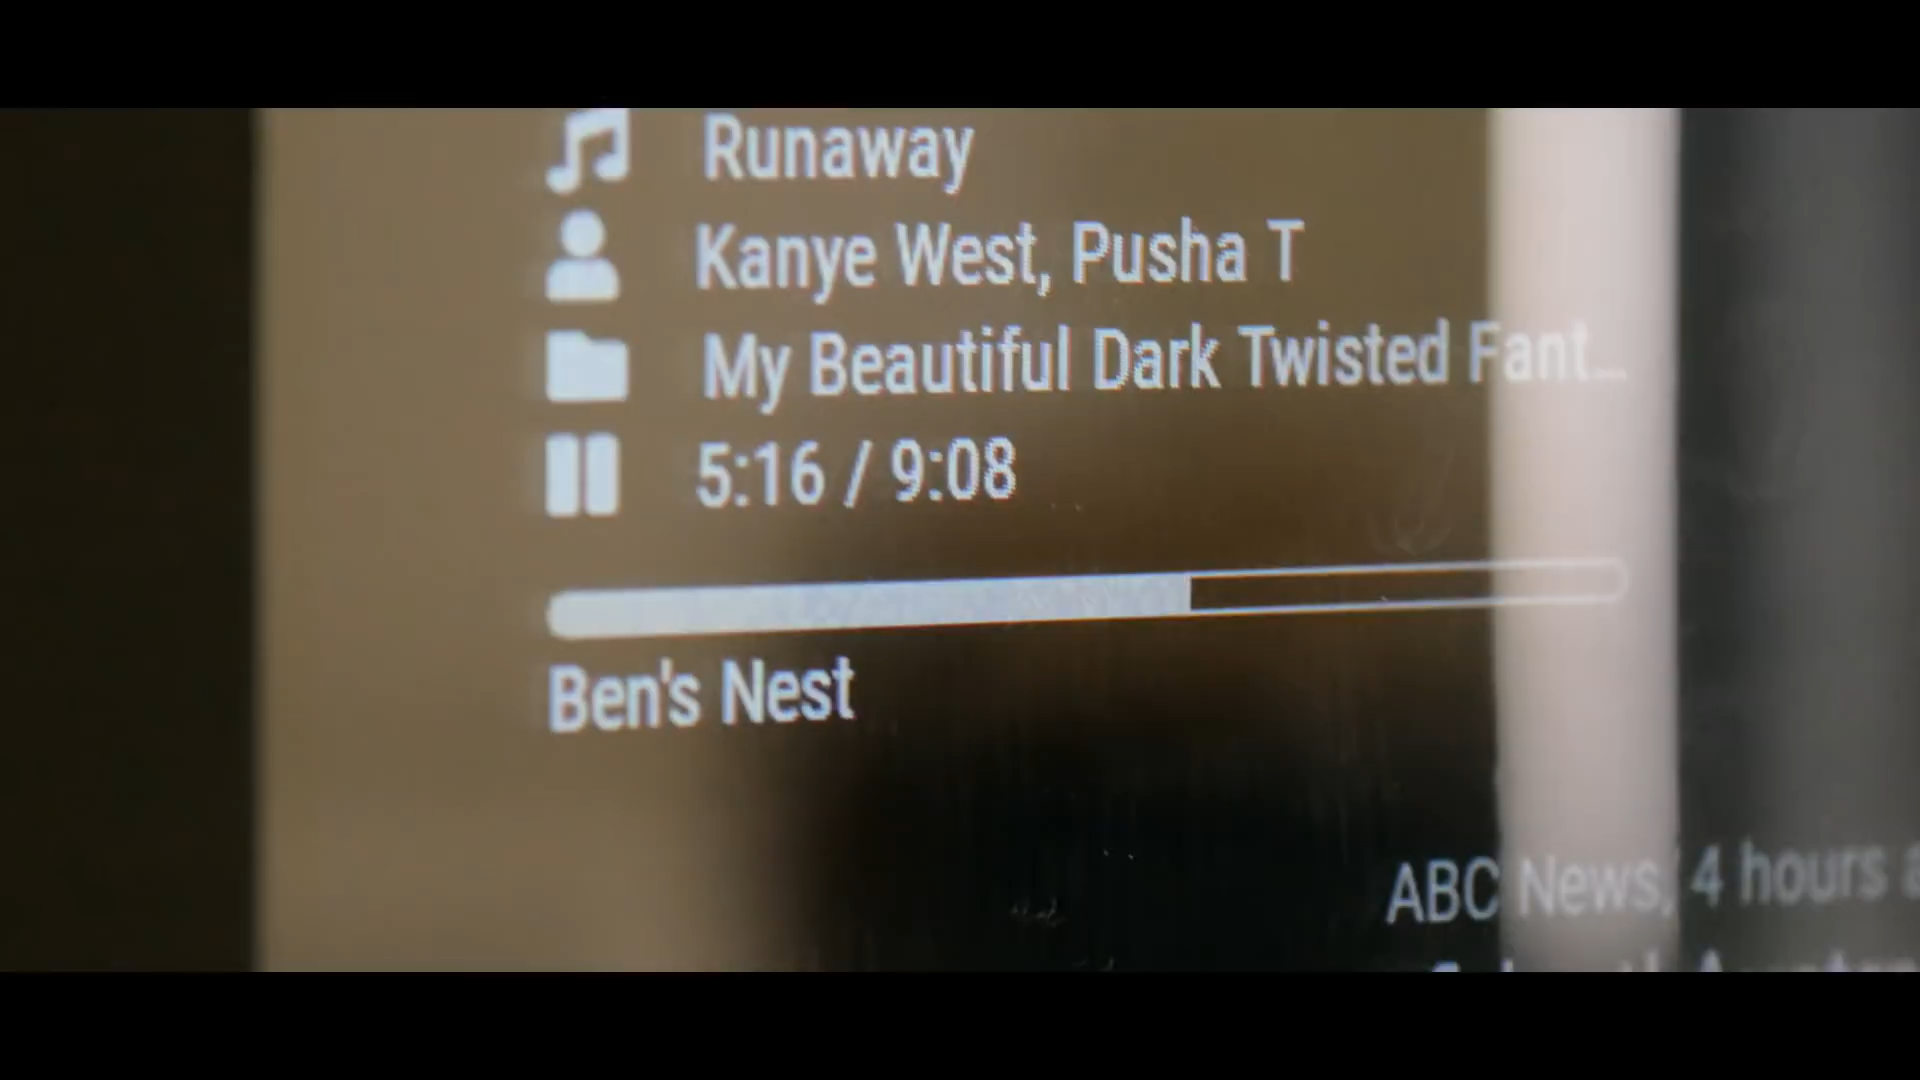 Runaway
Kanye West, Pusha T
My Beautiful Dark Twisted Fant...
5:16 / 9:08
Ben's Nest
ABC News, 4 hours